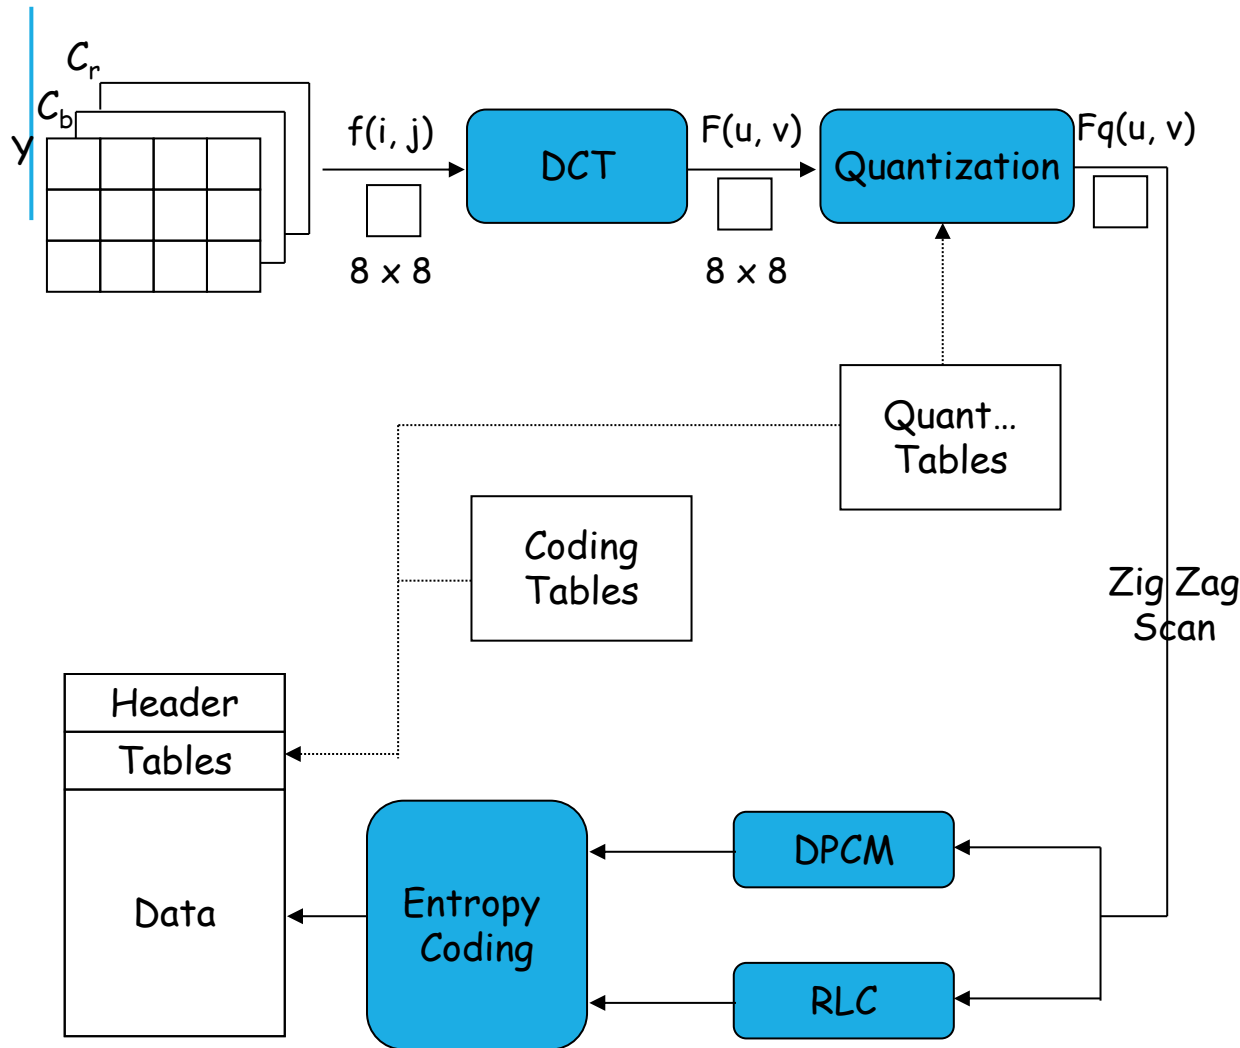 Cr
Cb
Y
f(i, j)
DCT
F(u, v)
Quantization
Fq(u, v)
8 x 8
8 x 8
Quant...
Tables
Coding
Tables
Zig Zag
Scan
Header
Tables
Data
Entropy
Coding
DPCM
RLC